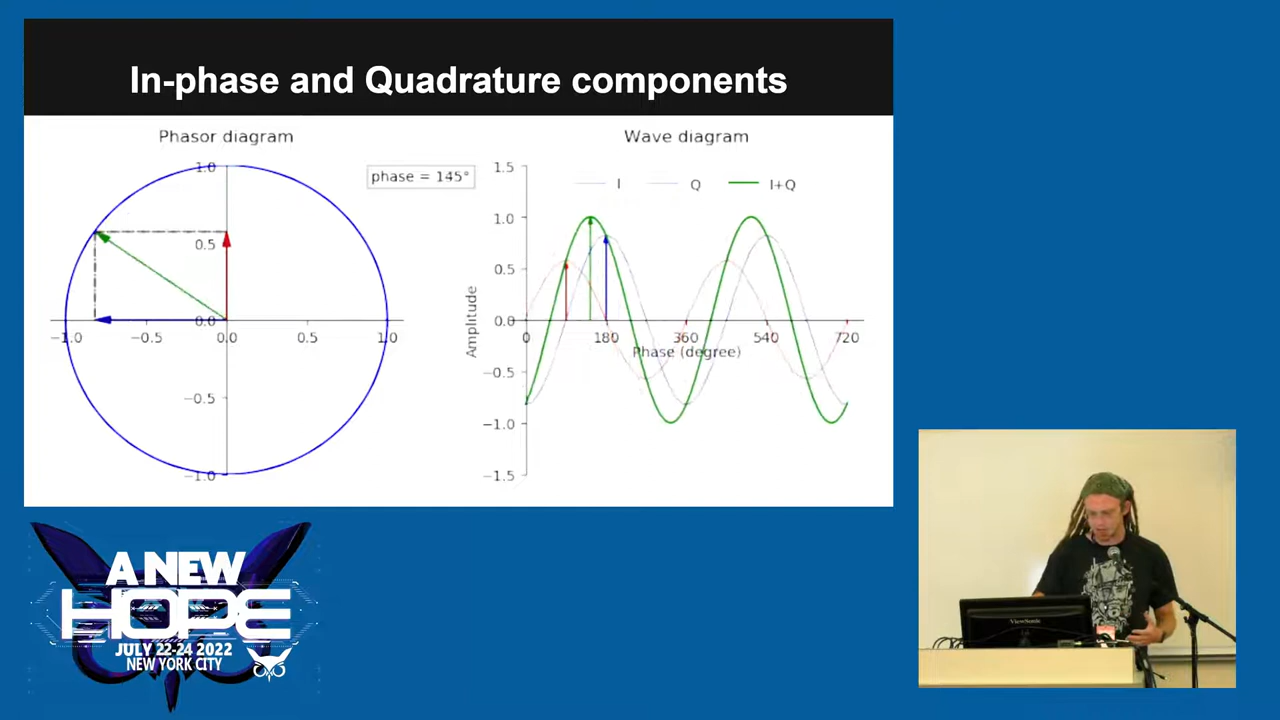 In-phase and Quadrature components
Phasor diagram
1.0
0.5
0.0
−1.0
−0.5
0.0
0.5
1.0
−0.5
−1.0
phase = 145°
Wave diagram
I
Q
I+Q
1.5
1.0
0.5
0.0
−0.5
−1.0
−1.5
Amplitude
0
180
360
540
720
Phase (degree)
A NEW
HOPE
JULY 22-24 2022
NEW YORK CITY
ViewSonic